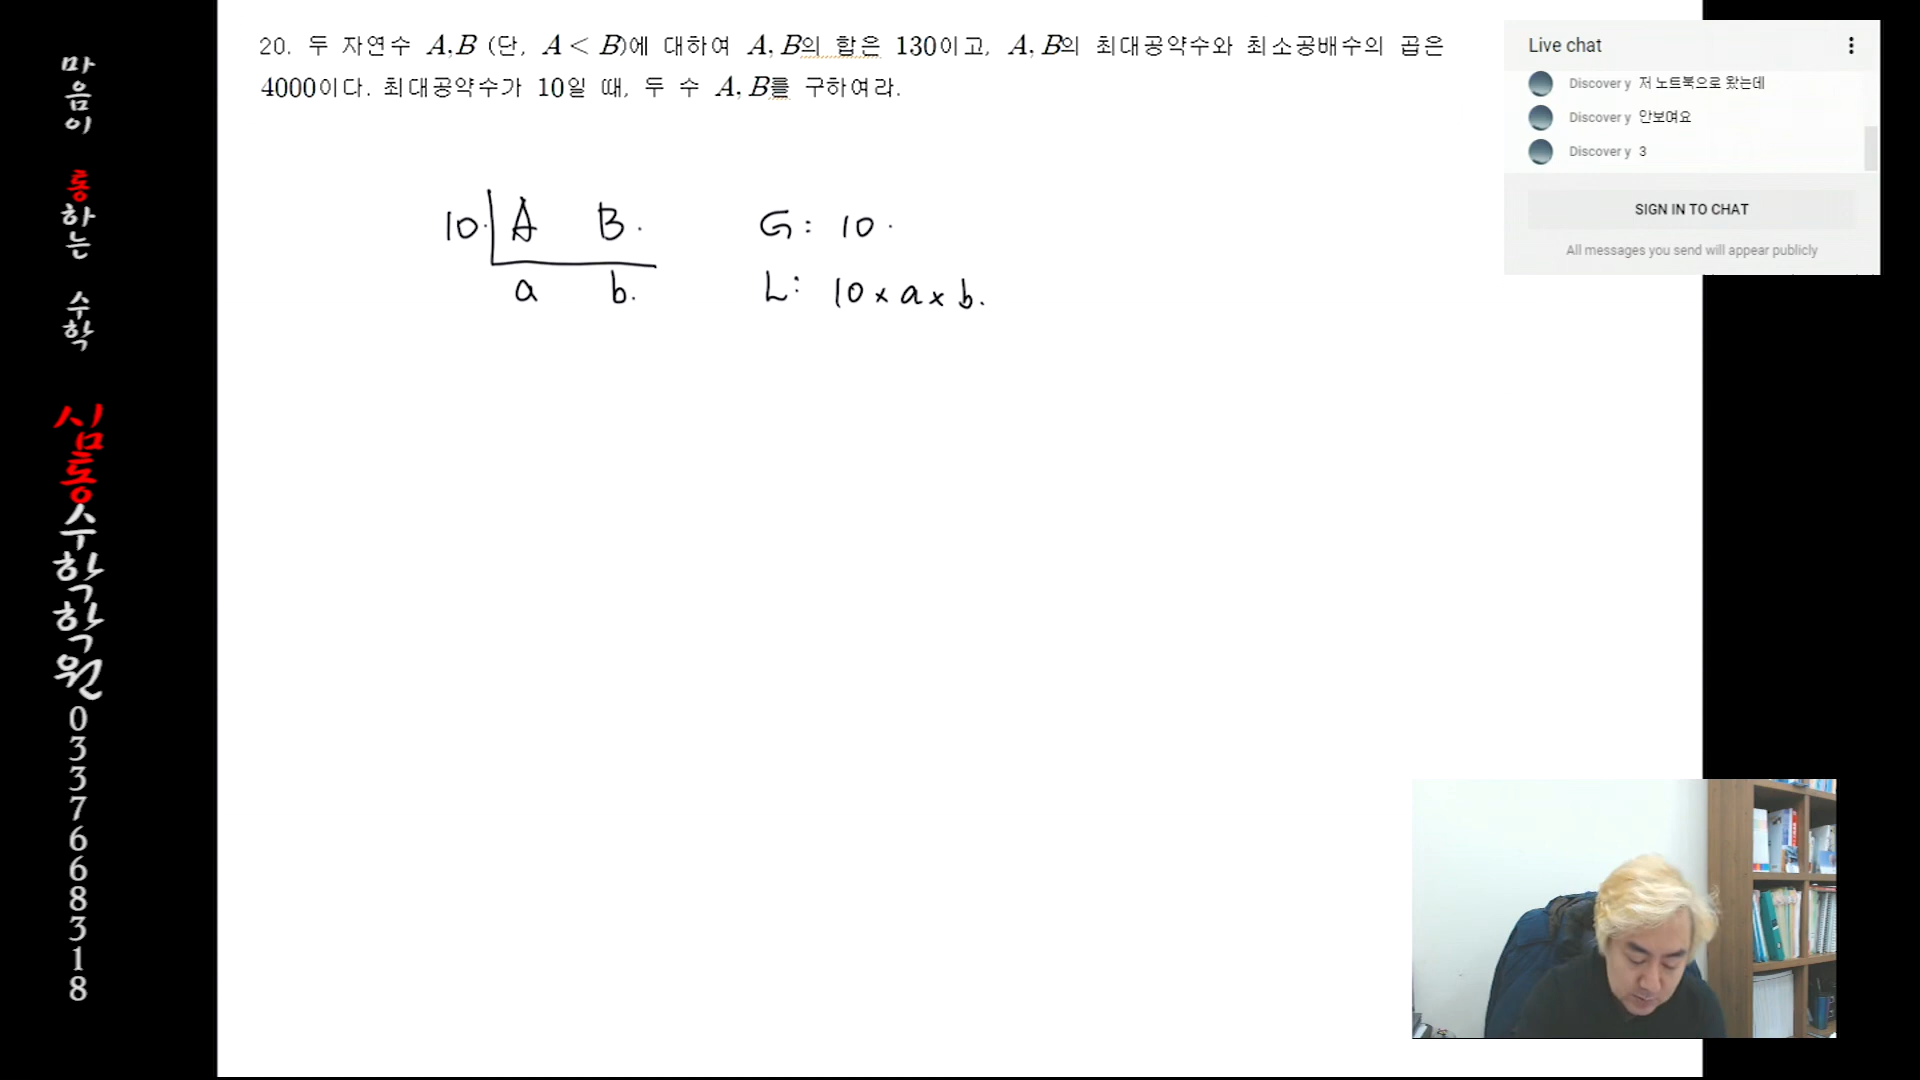 마음이 통하는 수학
심통수학학원
0337668318
20. 두 자연수 A, B (단, A < B)에 대하여 A, B의 합은 130이고, A, B의 최대공약수와 최소공배수의 곱은
4000이다. 최대공약수가 10일 때, 두 수 A, B를 구하여라.
10 A B
a b
G: 10
L: 10 × a × b
Live chat
Discover y 저 노트북으로 왔는데
Discover y 안보여요
Discover y 3
SIGN IN TO CHAT
All messages you send will appear publicly